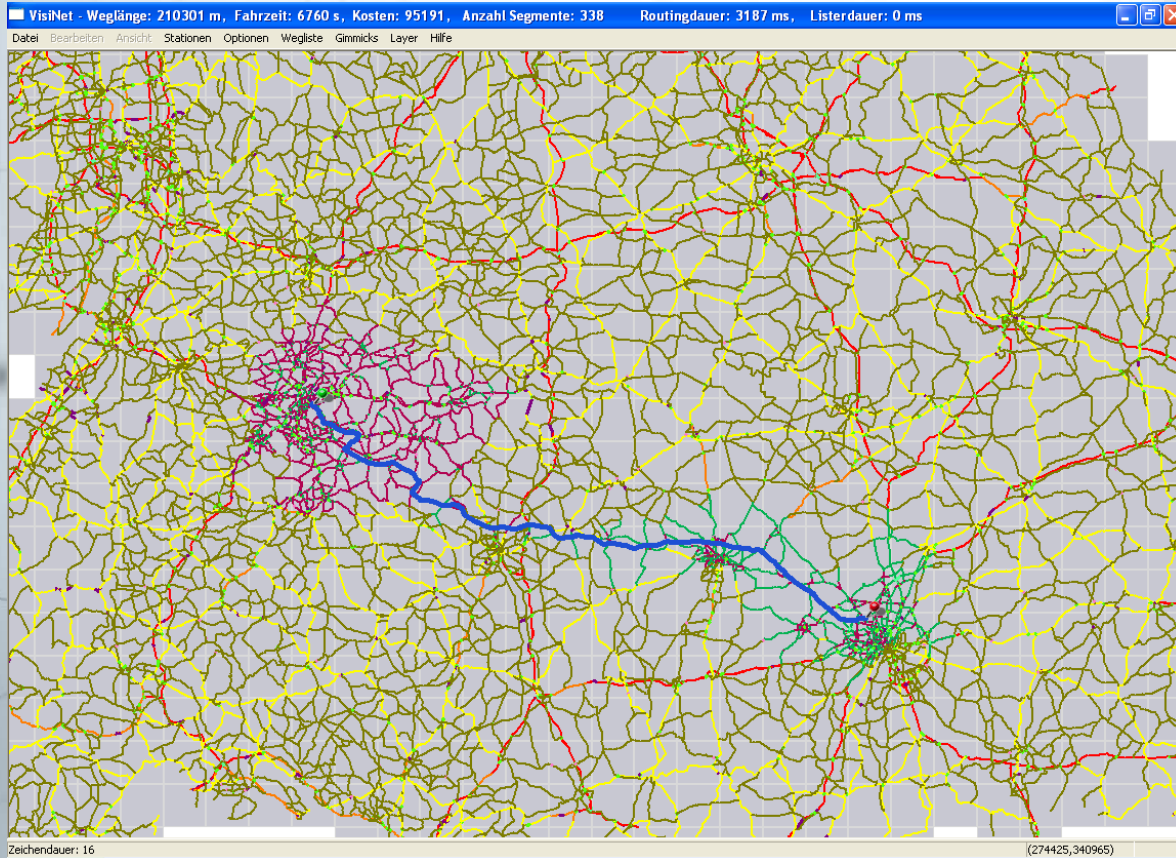 VisiNet - Weglänge: 210301 m, Fahrzeit: 6760 s, Kosten: 95191, Anzahl Segmente: 338 Routingdauer: 3187 ms, Listerdauer: 0 ms
Datei Bearbeiten Ansicht Stationen Optionen Wegliste Gimmicks Layer Hilfe
Zeichendauer: 16 (274425,340965)